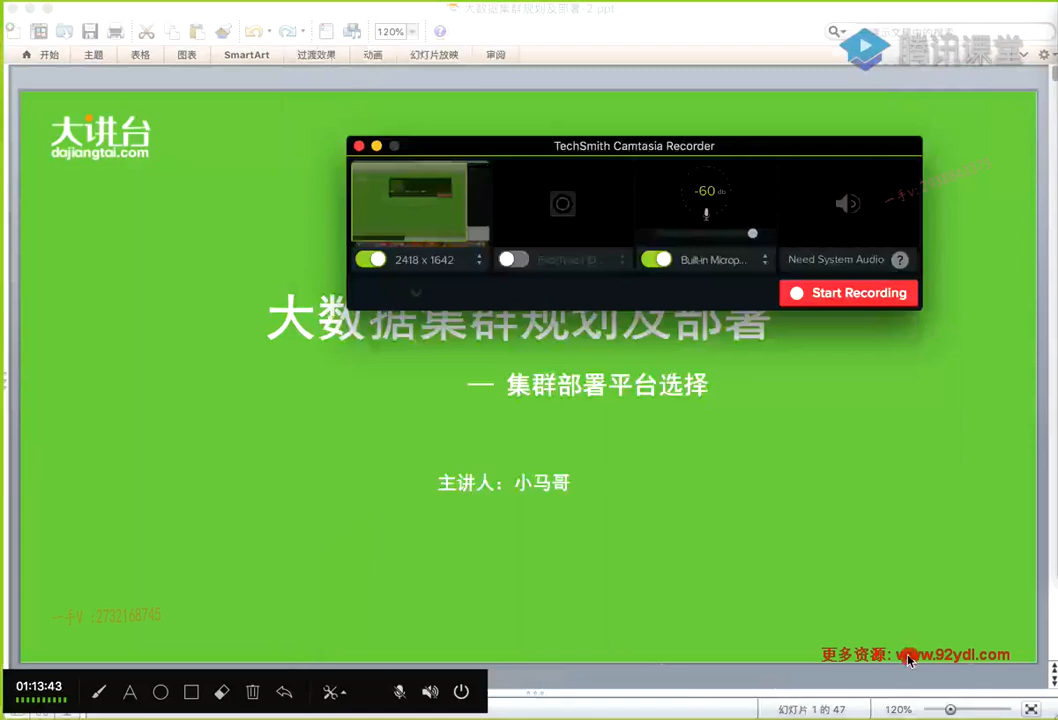 大数据集群规划及部署-2.ppt
120%
开始 主题 表格 图表 SmartArt 过渡效果 动画 幻灯片放映 审阅
腾讯课堂
大讲台
dajiangtai.com
TechSmith Camtasia Recorder
-60 db
2418 x 1642
Built-in Microp...
Need System Audio ?
Start Recording
大数据集群规划及部署
— 集群部署平台选择
主讲人：小马哥
一手V :2732168745
更多资源: www.92ydl.com
01:13:43
幻灯片 1 的 47 120%